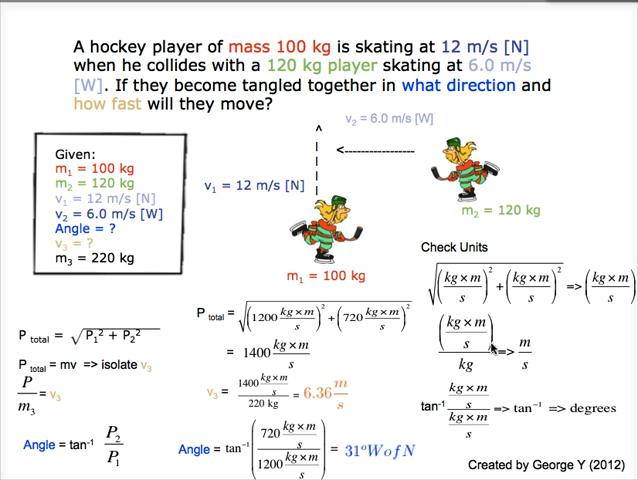 A hockey player of mass 100 kg is skating at 12 m/s [N]
when he collides with a 120 kg player skating at 6.0 m/s
[W]. If they become tangled together in what direction and
how fast will they move?
v₂ = 6.0 m/s [W]
Given:
m₁ = 100 kg
m₂ = 120 kg
v₁ = 12 m/s [N]
v₂ = 6.0 m/s [W]
Angle = ?
v₃ = ?
m₃ = 220 kg
v₁ = 12 m/s [N]
m₂ = 120 kg
m₁ = 100 kg
Check Units
√((kg × m / s)² + (kg × m / s)²) => (kg × m / s)
(kg × m / s) / kg => m / s
tan⁻¹ (kg × m / s) / (kg × m / s) => tan⁻¹ => degrees
P total = √(P₁² + P₂²)
P total = mv => isolate v₃
P / m₃ = v₃
Angle = tan⁻¹ P₂ / P₁
P total = √((1200 kg × m / s)² + (720 kg × m / s)²)
= 1400 kg × m / s
v₃ = (1400 kg × m / s) / 220 kg = 6.36 m / s
Angle = tan⁻¹ ((720 kg × m / s) / (1200 kg × m / s)) = 31° W of N
Created by George Y (2012)